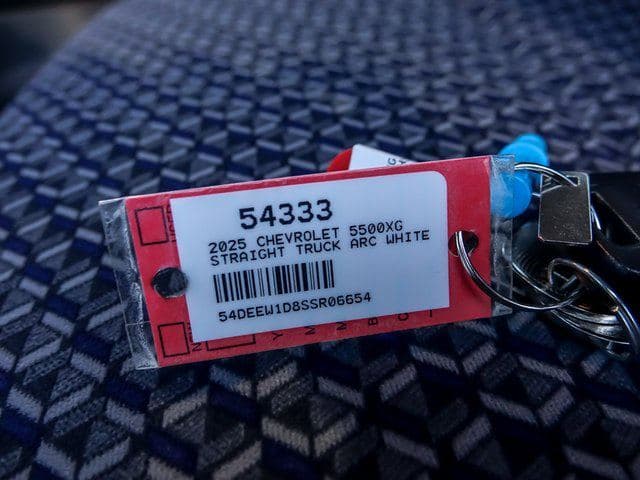 54333
2025 CHEVROLET 5500XG
STRAIGHT TRUCK ARC WHITE
54DEEW1D8SSR06654